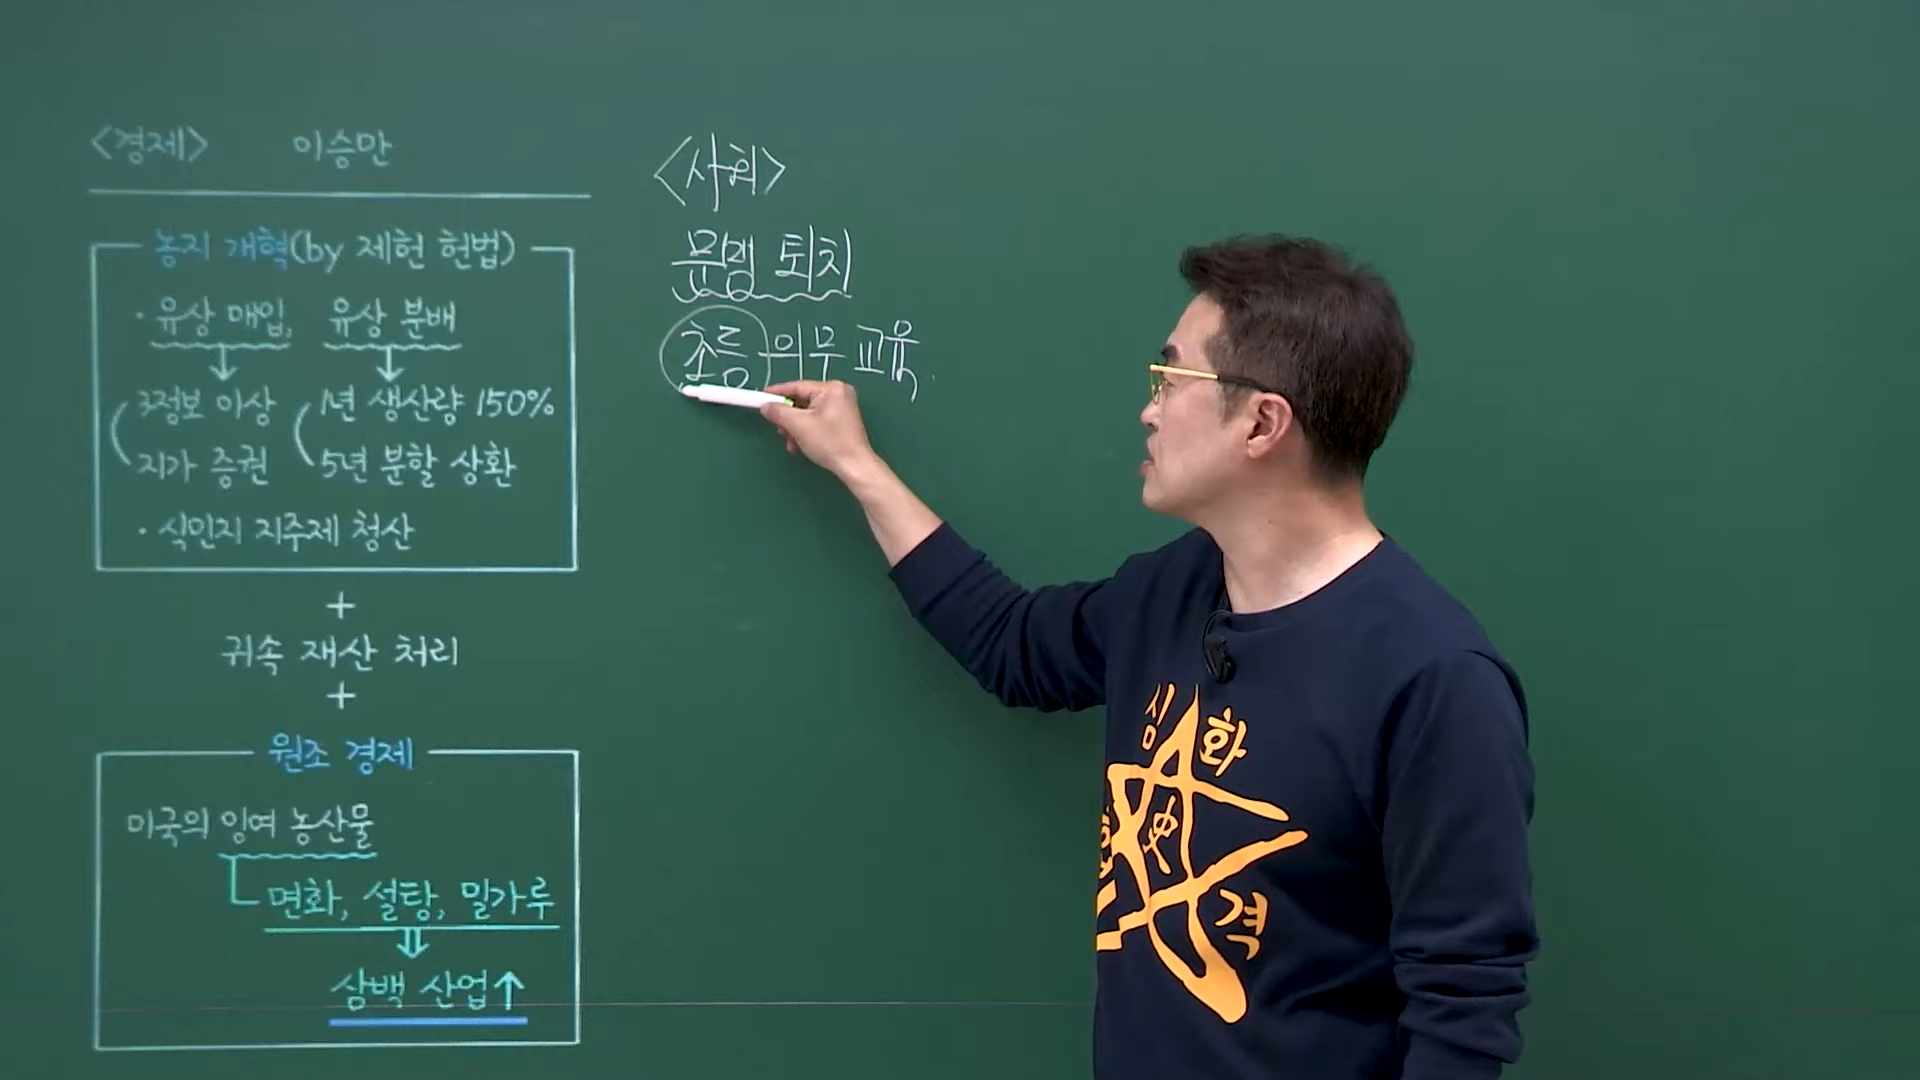 <경제> 이승만
농지 개혁(by 제헌 헌법)
· 유상 매입, 유상 분배
3정보 이상 1년 생산량 150%
지가 증권 5년 분할 상환
· 식민지 지주제 청산
+
귀속 재산 처리
+
원조 경제
미국의 잉여 농산물
면화, 설탕, 밀가루
삼백 산업↑
<사회>
문맹 퇴치
초등 의무 교육.
심화
史
격